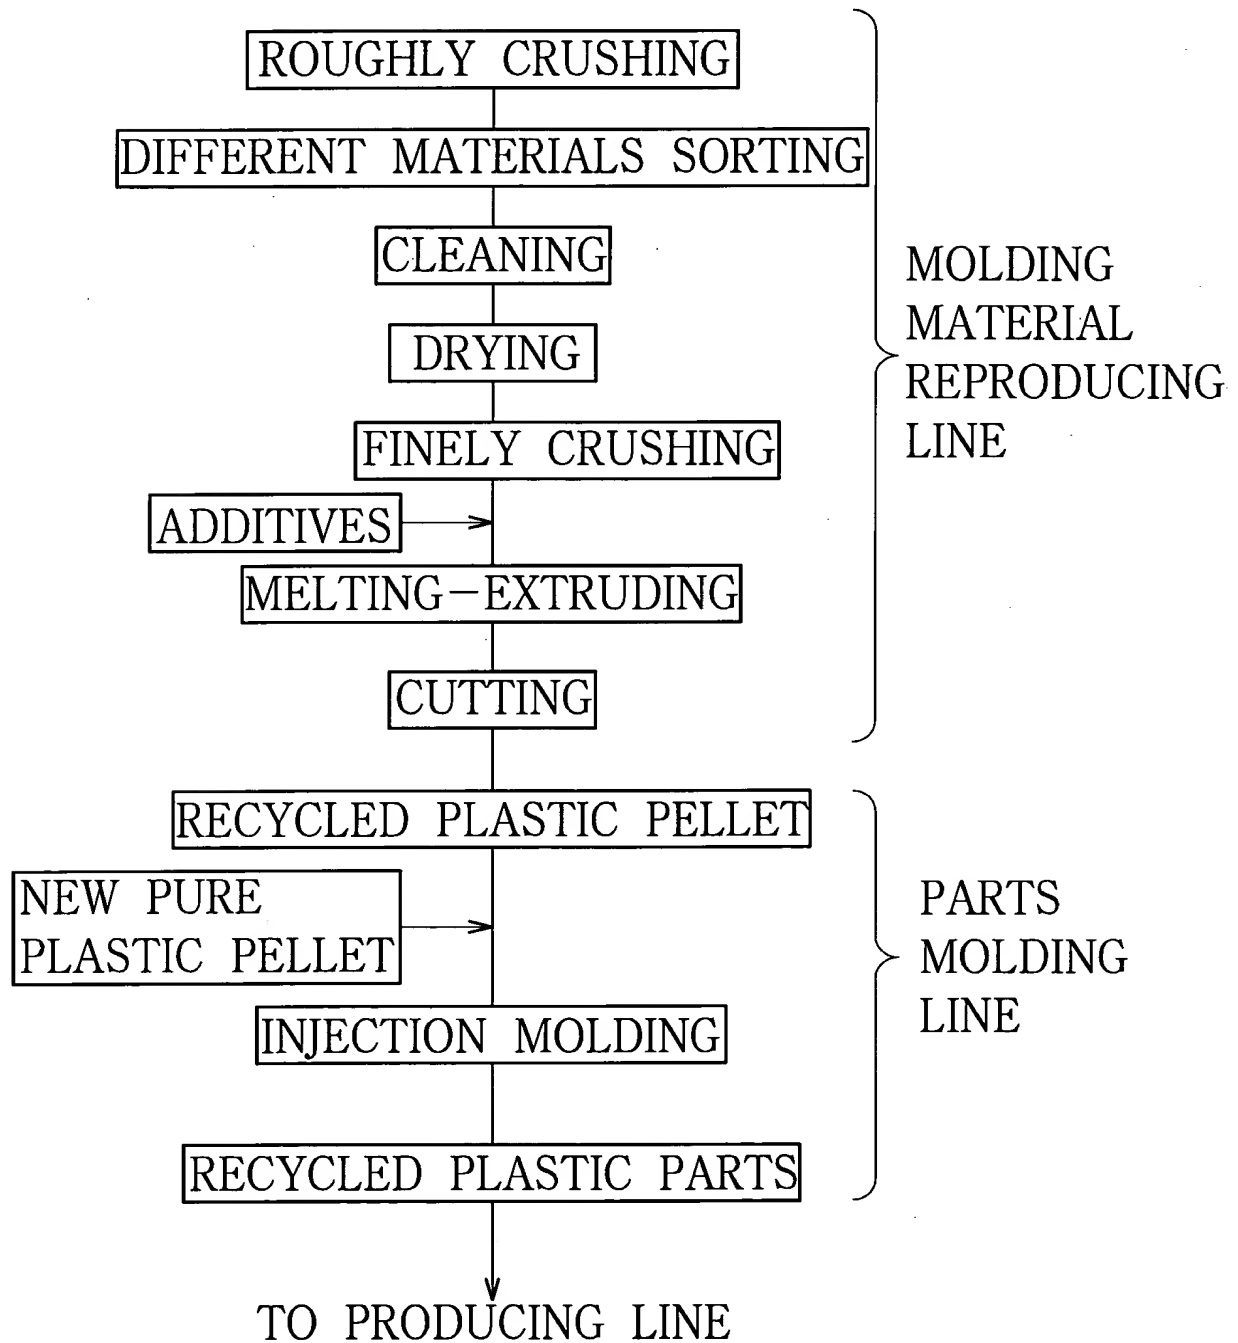 ROUGHLY CRUSHING
DIFFERENT MATERIALS SORTING
CLEANING
DRYING
FINELY CRUSHING
ADDITIVES
MELTING-EXTRUDING
CUTTING
MOLDING
MATERIAL
REPRODUCING
LINE
RECYCLED PLASTIC PELLET
NEW PURE
PLASTIC PELLET
INJECTION MOLDING
RECYCLED PLASTIC PARTS
PARTS
MOLDING
LINE
TO PRODUCING LINE